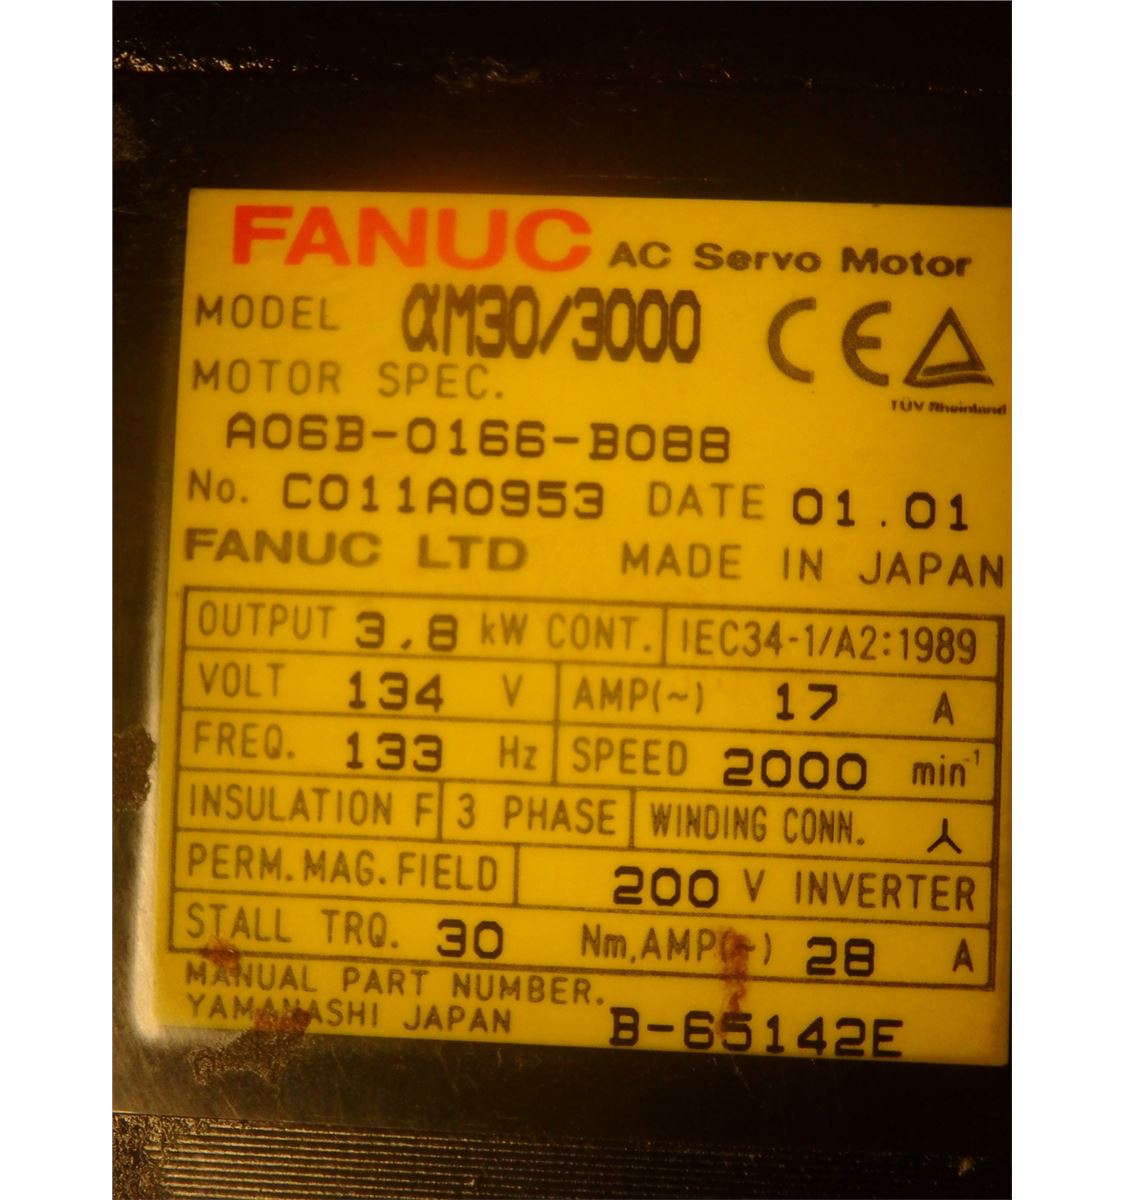 FANUC AC Servo Motor
MODEL αM30/3000 CE
MOTOR SPEC. TÜV Rheinland
A06B-0166-B088
No. C011A0953 DATE 01.01
FANUC LTD MADE IN JAPAN
OUTPUT 3.8 kW CONT. IEC34-1/A2:1989
VOLT 134 V AMP(~) 17 A
FREQ. 133 Hz SPEED 2000 min⁻¹
INSULATION F 3 PHASE WINDING CONN.
PERM.MAG.FIELD 200 V INVERTER
STALL TRQ. 30 Nm,AMP(~) 28 A
MANUAL PART NUMBER.
YAMANASHI JAPAN B-65142E